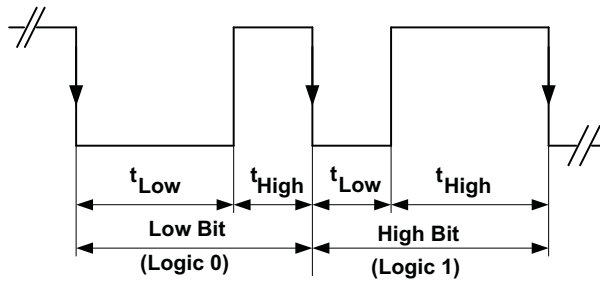 tLow tHigh tLow tHigh
Low Bit High Bit
(Logic 0) (Logic 1)